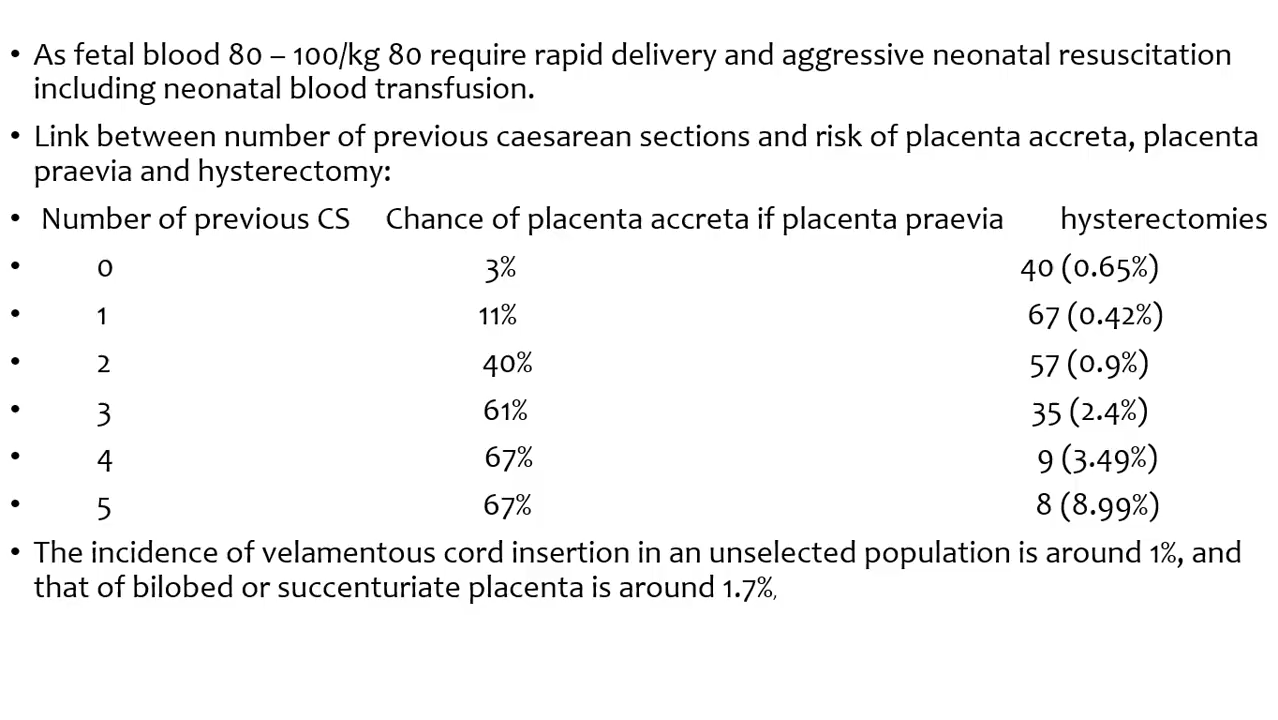 • As fetal blood 80 – 100/kg 80 require rapid delivery and aggressive neonatal resuscitation
including neonatal blood transfusion.
• Link between number of previous caesarean sections and risk of placenta accreta, placenta
praevia and hysterectomy:
• Number of previous CS Chance of placenta accreta if placenta praevia hysterectomies
• 0 3% 40 (0.65%)
• 1 11% 67 (0.42%)
• 2 40% 57 (0.9%)
• 3 61% 35 (2.4%)
• 4 67% 9 (3.49%)
• 5 67% 8 (8.99%)
• The incidence of velamentous cord insertion in an unselected population is around 1%, and
that of bilobed or succenturiate placenta is around 1.7%,